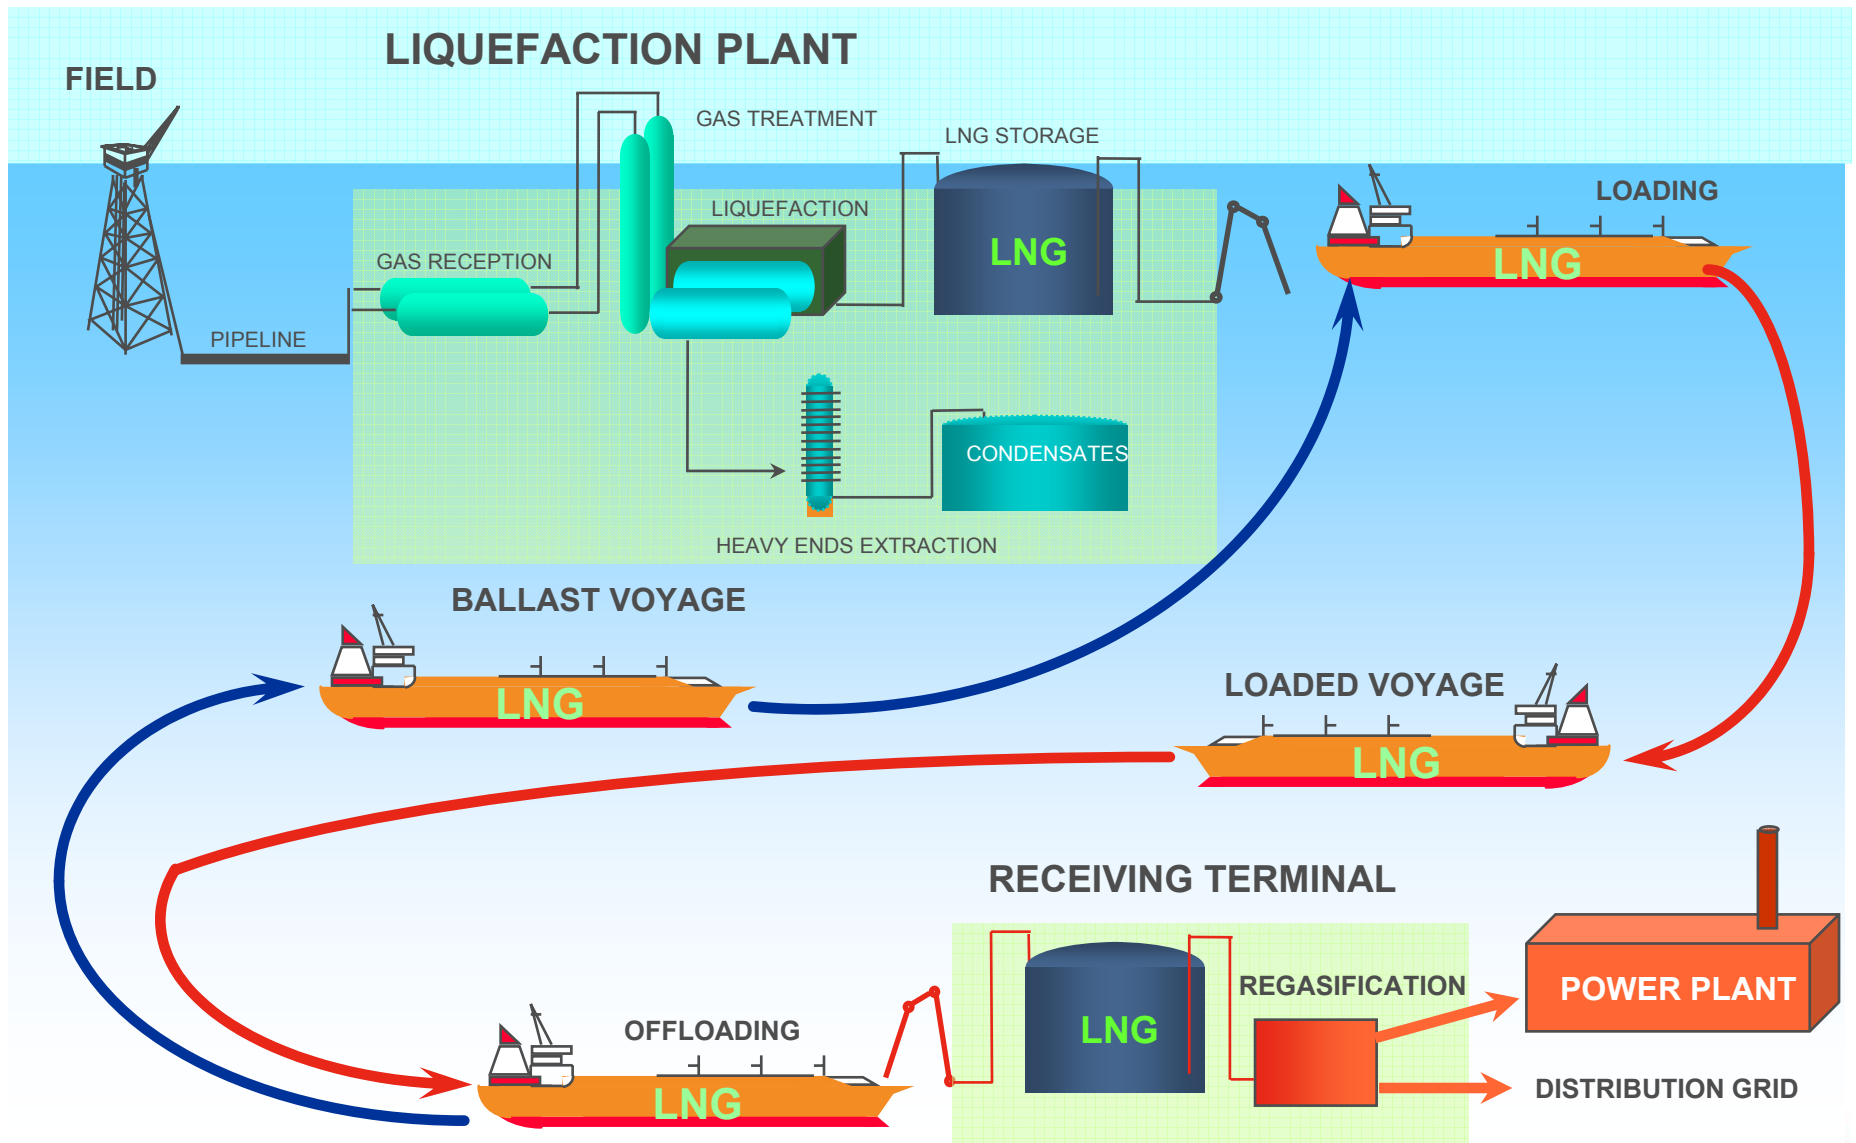 LIQUEFACTION PLANT
FIELD
GAS TREATMENT
LNG STORAGE
LOADING
LIQUEFACTION
LNG
LNG
GAS RECEPTION
PIPELINE
CONDENSATES
HEAVY ENDS EXTRACTION
BALLAST VOYAGE
LNG
LOADED VOYAGE
LNG
RECEIVING TERMINAL
REGASIFICATION
POWER PLANT
OFFLOADING
LNG
LNG
DISTRIBUTION GRID